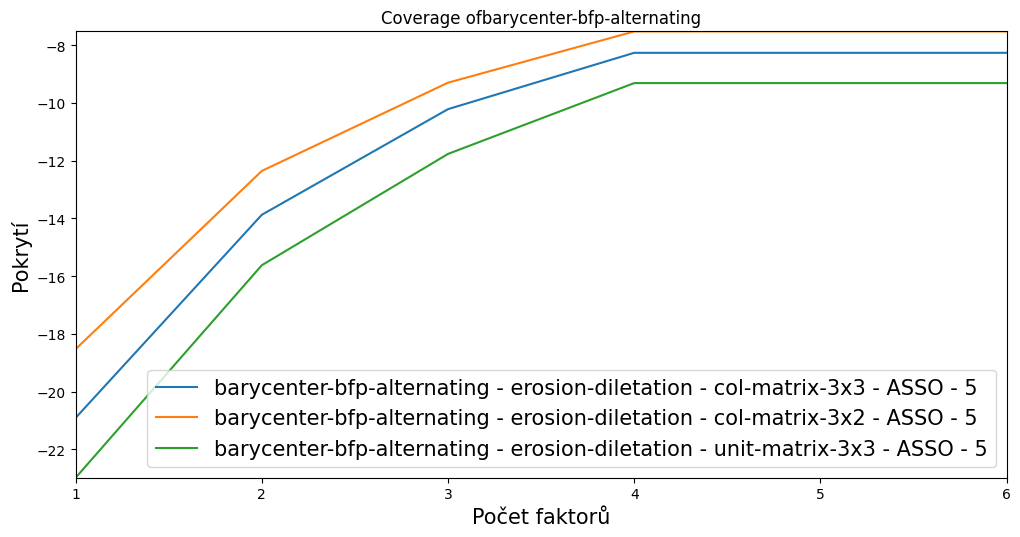 Coverage ofbarycenter-bfp-alternating
Pokrytí
−8
−10
−12
−14
−16
−18
−20
−22
barycenter-bfp-alternating - erosion-diletation - col-matrix-3x3 - ASSO - 5
barycenter-bfp-alternating - erosion-diletation - col-matrix-3x2 - ASSO - 5
barycenter-bfp-alternating - erosion-diletation - unit-matrix-3x3 - ASSO - 5
1 2 3 4 5 6
Počet faktorů